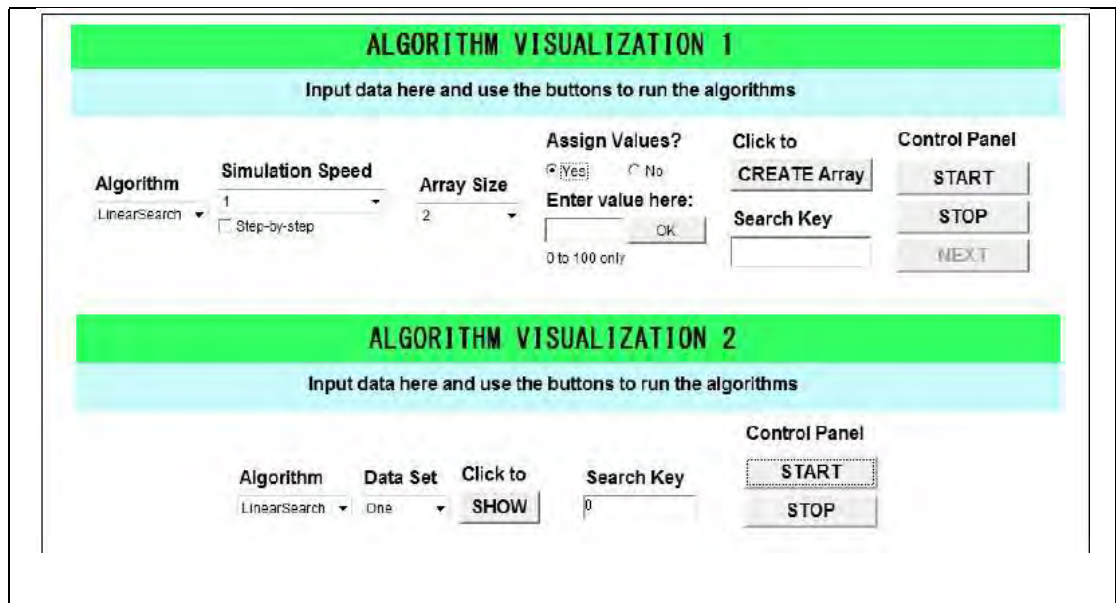 ALGORITHM VISUALIZATION 1
Input data here and use the buttons to run the algorithms
Algorithm
LinearSearch
Simulation Speed
1
Step-by-step
Array Size
2
Assign Values?
Yes No
Enter value here:
OK
0 to 100 only
Click to
CREATE Array
Search Key
Control Panel
START
STOP
NEXT
ALGORITHM VISUALIZATION 2
Input data here and use the buttons to run the algorithms
Algorithm
LinearSearch
Data Set
One
Click to
SHOW
Search Key
0
Control Panel
START
STOP